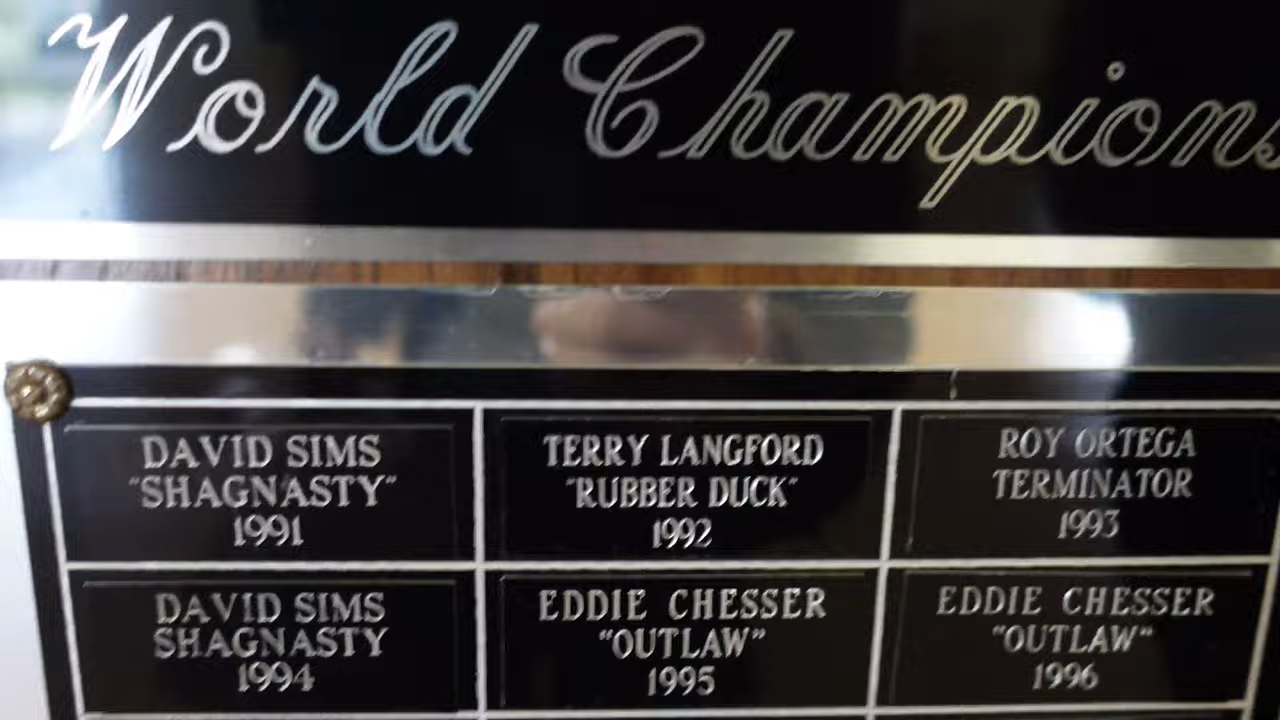 World Champions
DAVID SIMS
"SHAGNASTY"
1991
TERRY LANGFORD
"RUBBER DUCK"
1992
ROY ORTEGA
TERMINATOR
1993
DAVID SIMS
SHAGNASTY
1994
EDDIE CHESSER
"OUTLAW"
1995
EDDIE CHESSER
"OUTLAW"
1996